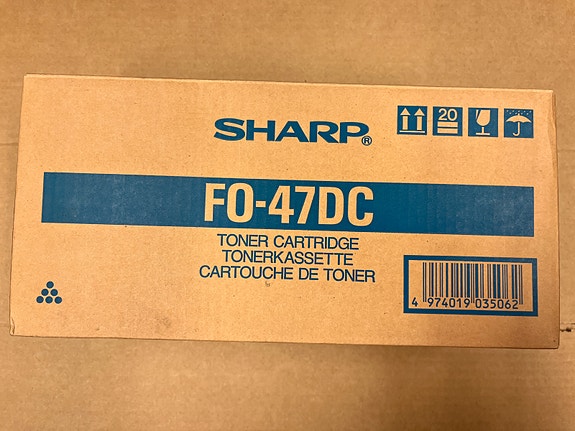 SHARP®
20
FO-47DC
TONER CARTRIDGE
TONERKASSETTE
CARTOUCHE DE TONER
4 974019 035062